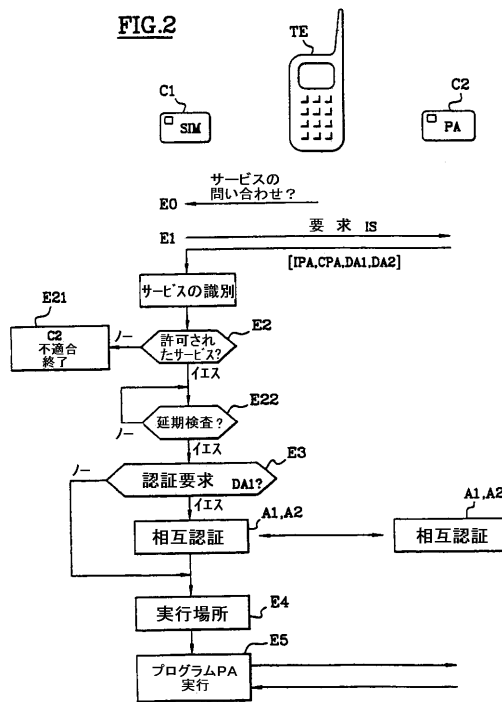 FIG.2
TE
C1
SIM
C2
PA
サービスの
問い合わせ?
E0
E1
要求 IS
[IPA,CPA,DA1,DA2]
サービスの識別
E21
C2
不適合
終了
ノー
許可され
たサービス?
E2
イエス
E22
延期検査?
ノー
イエス
E3
ノー
認証要求 DA1?
イエス
A1,A2
相互認証
A1,A2
相互認証
実行場所
E4
E5
プログラムPA
実行